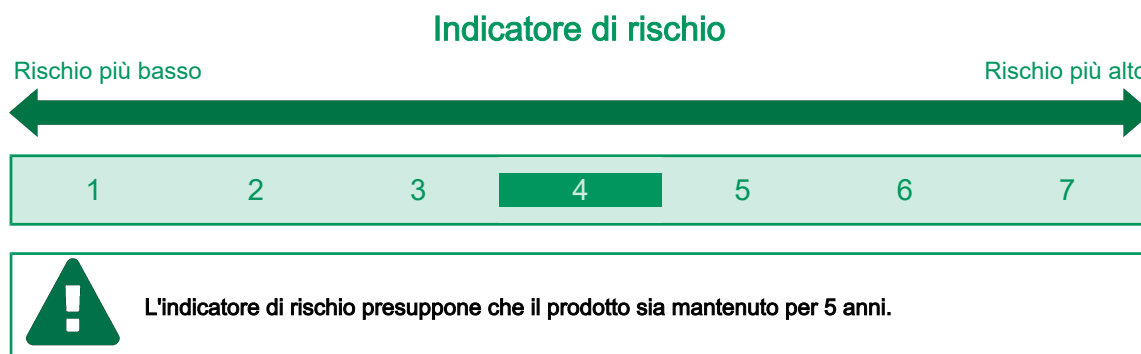 Indicatore di rischio
Rischio più basso
Rischio più alto
1 2 3 4 5 6 7
L'indicatore di rischio presuppone che il prodotto sia mantenuto per 5 anni.